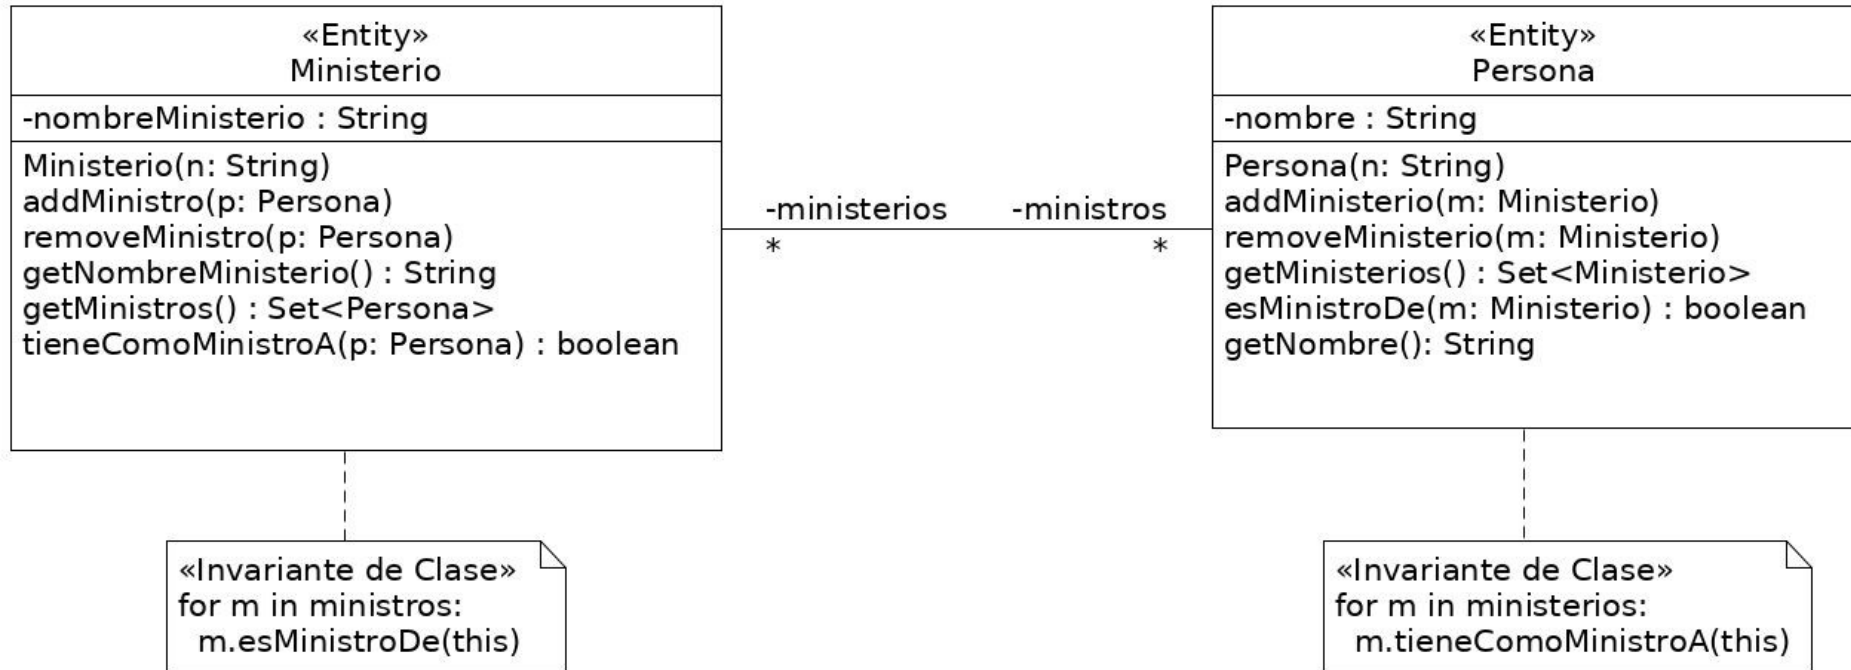 «Entity»
Ministerio
-nombreMinisterio : String
Ministerio(n: String)
addMinistro(p: Persona)
removeMinistro(p: Persona)
getNombreMinisterio() : String
getMinistros() : Set<Persona>
tieneComoMinistroA(p: Persona) : boolean
-ministerios
*
-ministros
*
«Entity»
Persona
-nombre : String
Persona(n: String)
addMinisterio(m: Ministerio)
removeMinisterio(m: Ministerio)
getMinisterios() : Set<Ministerio>
esMinistroDe(m: Ministerio) : boolean
getNombre(): String
«Invariante de Clase»
for m in ministros:
m.esMinistroDe(this)
«Invariante de Clase»
for m in ministerios:
m.tieneComoMinistroA(this)